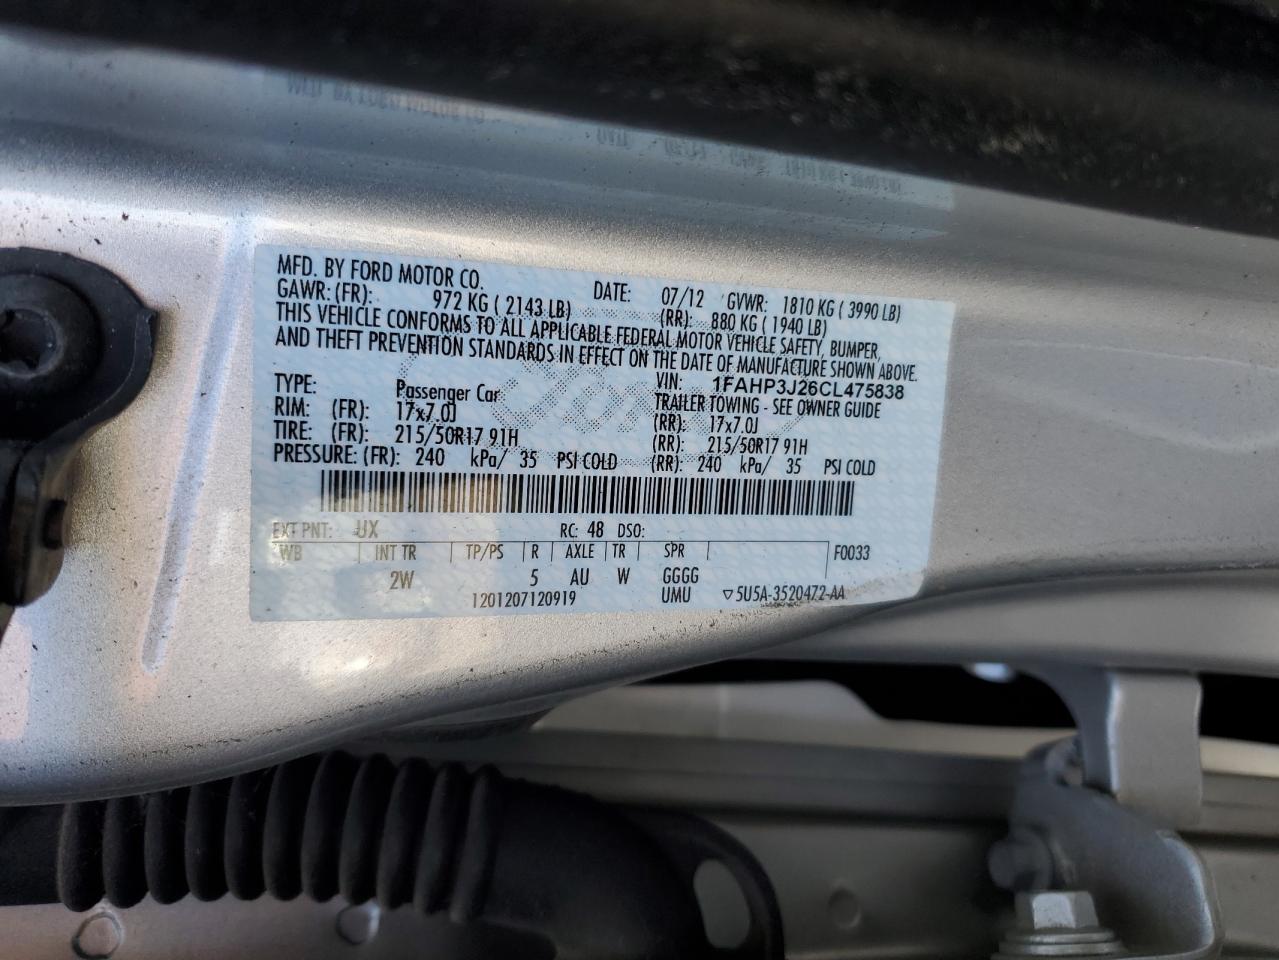 MFD. BY FORD MOTOR CO.
DATE: 07/12 GVWR: 1810 KG ( 3990 LB)
GAWR: (FR): 972 KG ( 2143 LB) (RR): 880 KG ( 1940 LB)
THIS VEHICLE CONFORMS TO ALL APPLICABLE FEDERAL MOTOR VEHICLE SAFETY, BUMPER,
AND THEFT PREVENTION STANDARDS IN EFFECT ON THE DATE OF MANUFACTURE SHOWN ABOVE.
VIN: 1FAHP3J26CL475838
TYPE: Passenger Car TRAILER TOWING - SEE OWNER GUIDE
RIM: (FR): 17x7.0J (RR): 17x7.0J
TIRE: (FR): 215/50R17 91H (RR): 215/50R17 91H
PRESSURE: (FR): 240 kPa/ 35 PSI COLD (RR): 240 kPa/ 35 PSI COLD
EXT PNT: UX RC: 48 DSO:
WB INT TR TP/PS R AXLE TR SPR F0033
2W 5 AU W GGGG
1201207120919 UMU ▽5U5A-3520472-AA